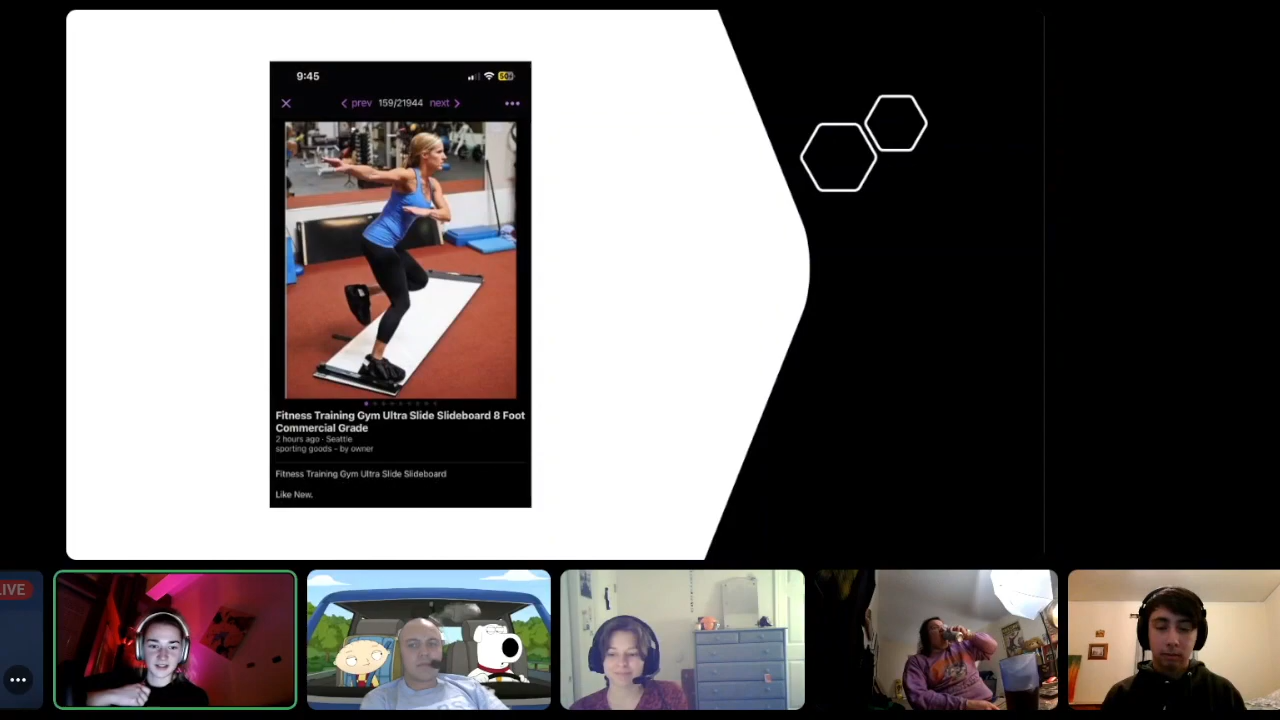 9:45
prev 159/21944 next
Fitness Training Gym Ultra Slide Slideboard 8 Foot
Commercial Grade
2 hours ago · Seattle
sporting goods - by owner
Fitness Training Gym Ultra Slide Slideboard
Like New.
LIVE